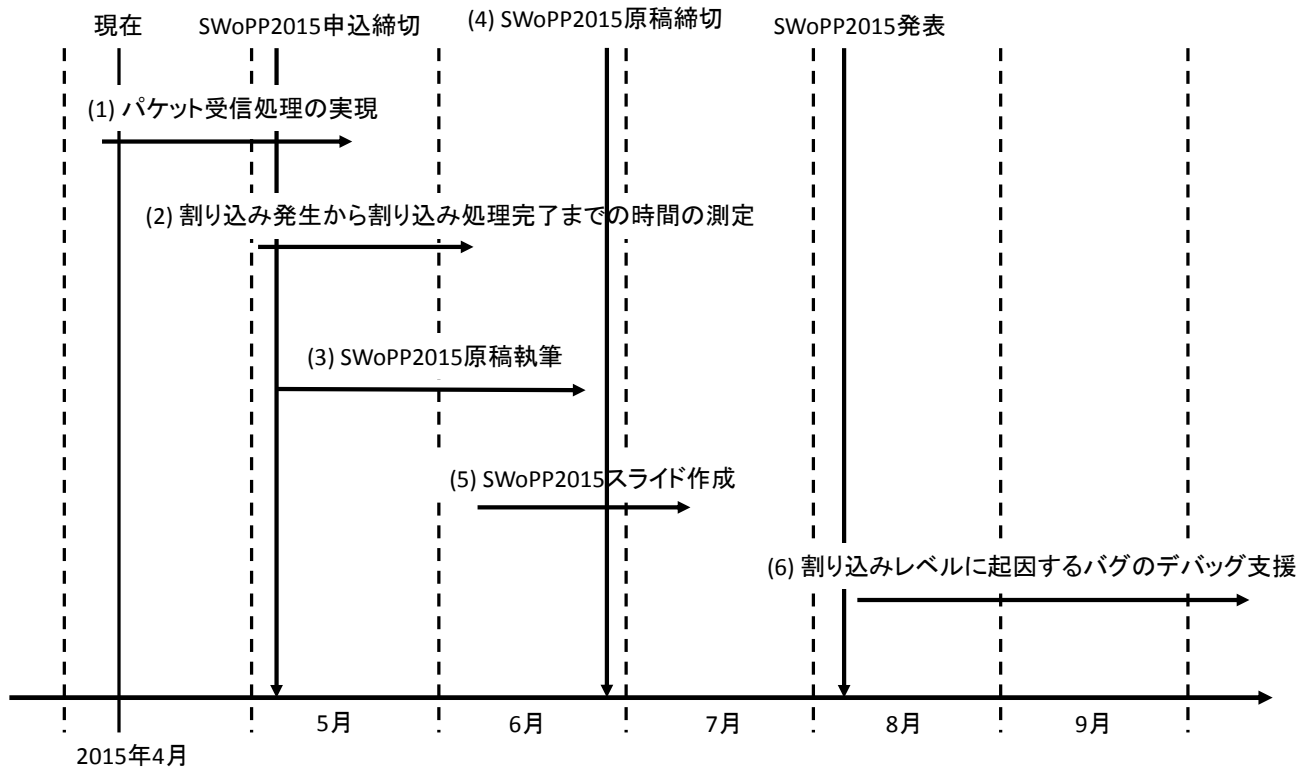 現在
SWoPP2015申込締切
(4) SWoPP2015原稿締切
SWoPP2015発表
(1) パケット受信処理の実現
(2) 割り込み発生から割り込み処理完了までの時間の測定
(3) SWoPP2015原稿執筆
(5) SWoPP2015スライド作成
(6) 割り込みレベルに起因するバグのデバッグ支援
5月
6月
7月
8月
9月
2015年4月